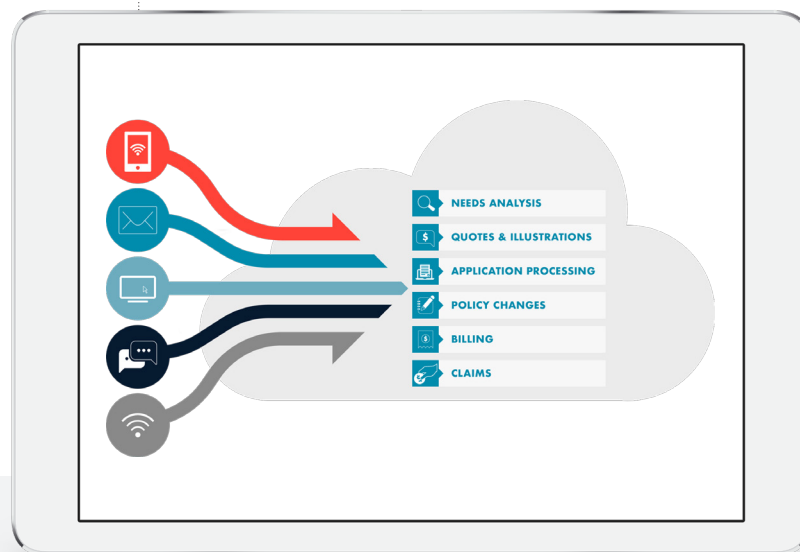 NEEDS ANALYSIS
$ QUOTES & ILLUSTRATIONS
APPLICATION PROCESSING
POLICY CHANGES
$ BILLING
CLAIMS